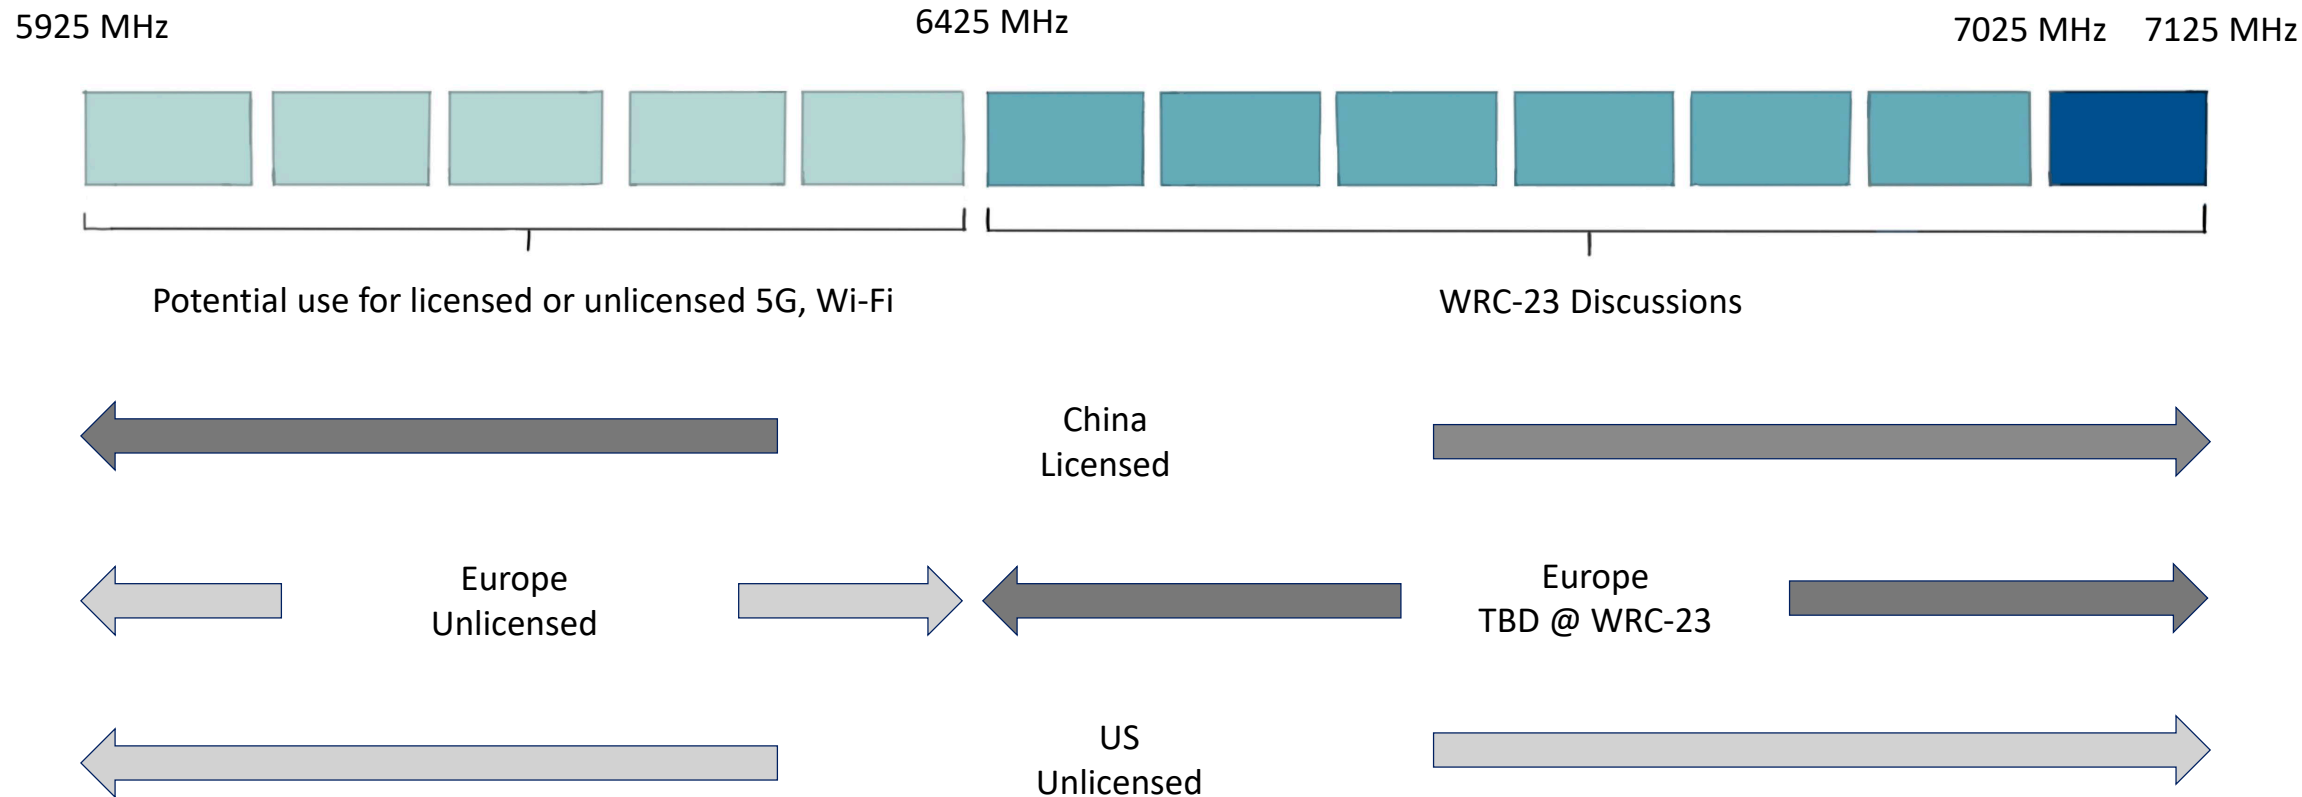 5925 MHz
6425 MHz
7025 MHz
7125 MHz
Potential use for licensed or unlicensed 5G, Wi-Fi
WRC-23 Discussions
China
Licensed
Europe
Unlicensed
Europe
TBD @ WRC-23
US
Unlicensed